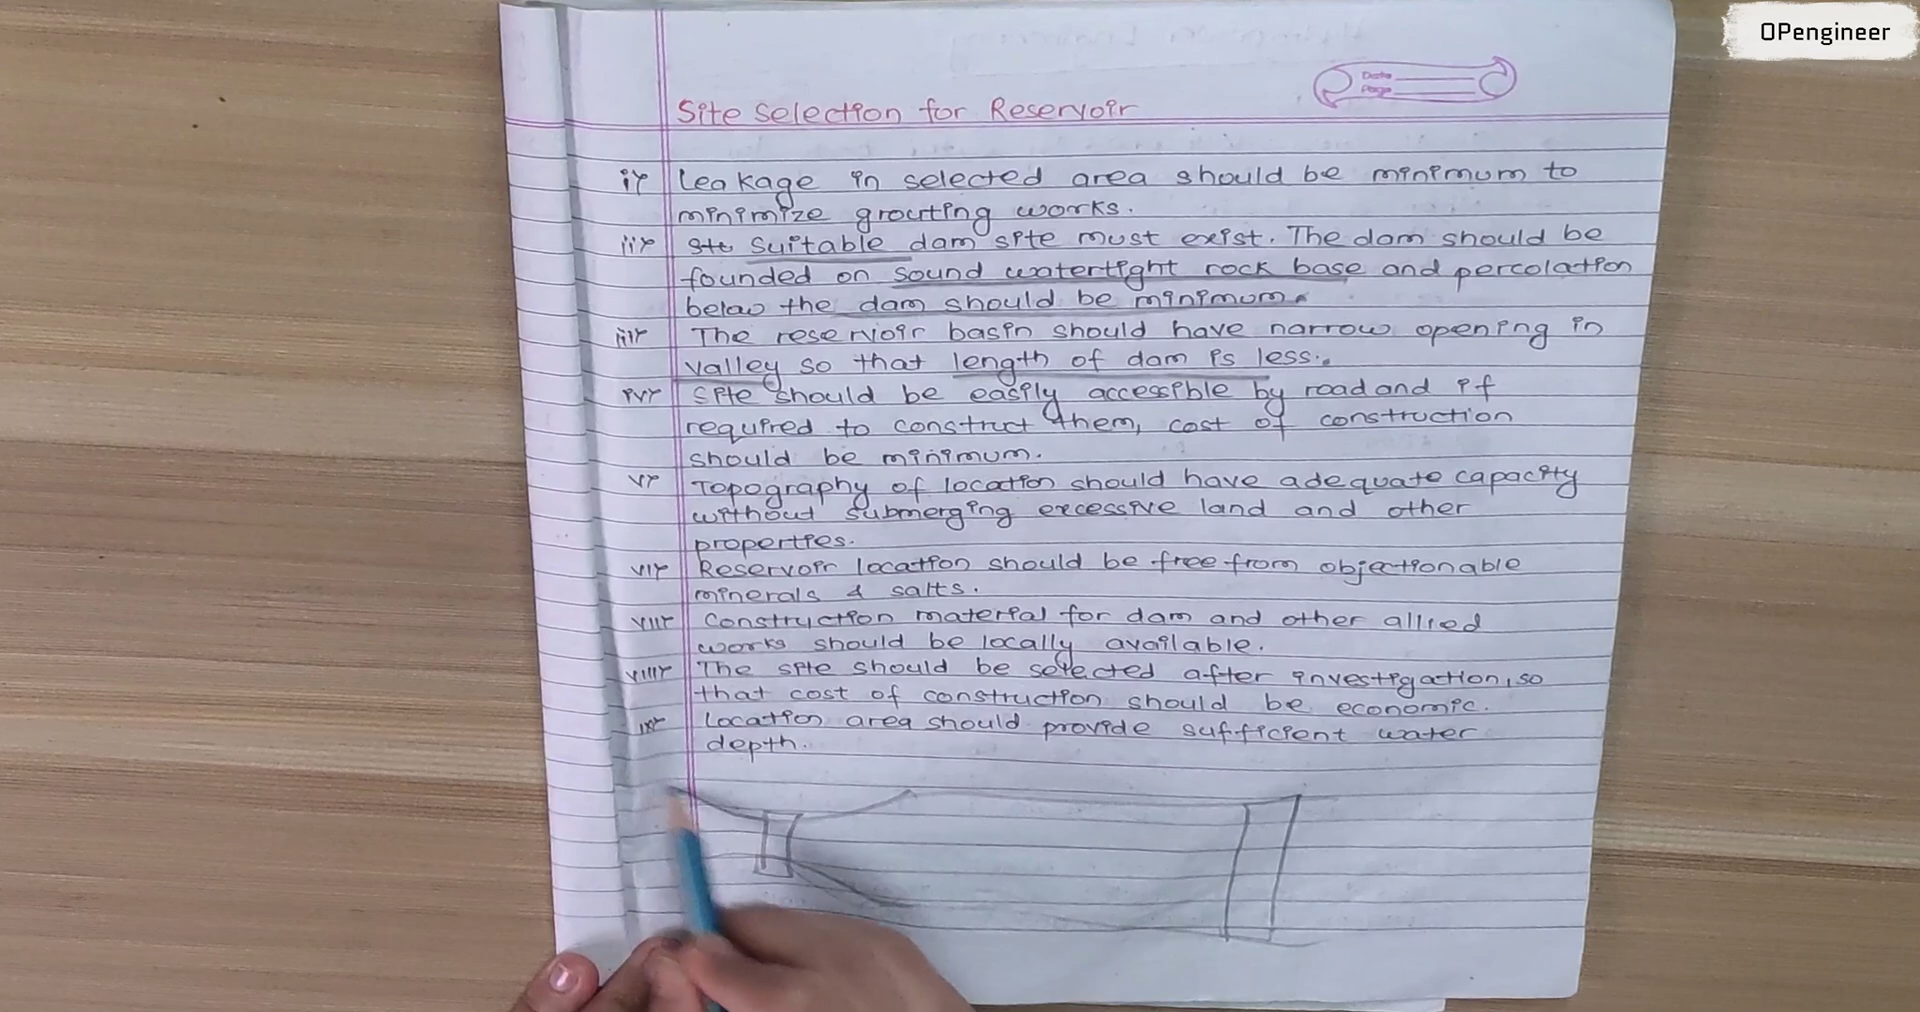 OPengineer
Date
Page
Site selection for Reservoir
i) Leakage in selected area should be minimum to
minimize grouting works.
ii) Suitable dam site must exist. The dam should be
founded on sound watertight rock base and percolation
below the dam should be minimum.
iii) The reservioir basin should have narrow opening in
valley so that length of dam is less.
iv) Site should be easily accessible by road and if
required to construct them, cost of construction
should be minimum.
v) Topography of location should have adequate capacity
without submerging excessive land and other
properties.
vi) Reservoir location should be free from objectionable
minerals & salts.
vii) Construction material for dam and other allied
works should be locally available.
viii) The site should be selected after investigation, so
that cost of construction should be economic.
ix) Location area should provide sufficient water
depth.